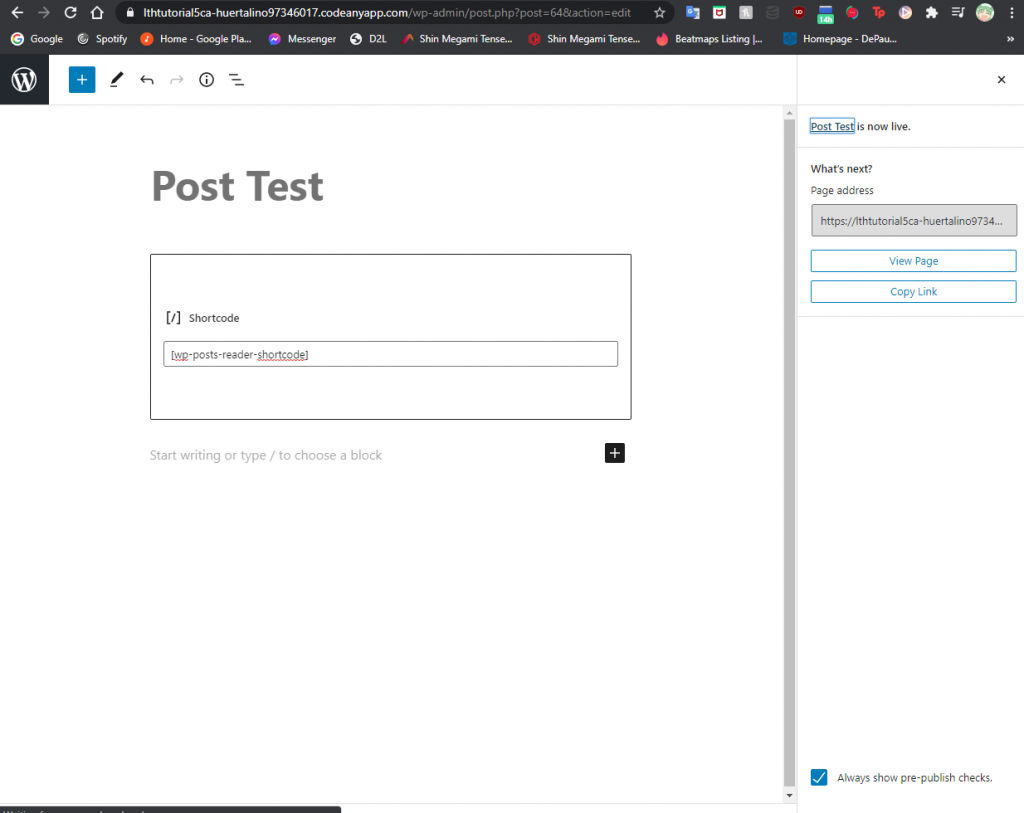 lthtutorial5ca-huertalino97346017.codeanyapp.com/wp-admin/post.php?post=64&action=edit
UD
14h
Tp
Google Spotify Home - Google Pla... Messenger D2L Shin Megami Tense... Shin Megami Tense... Beatmaps Listing |... Homepage - DePau... »
Post Test is now live.
What's next?
Page address
https://lthtutorial5ca-huertalino9734...
View Page
Copy Link
Post Test
[/] Shortcode
[wp-posts-reader-shortcode]
Start writing or type / to choose a block
Always show pre-publish checks.